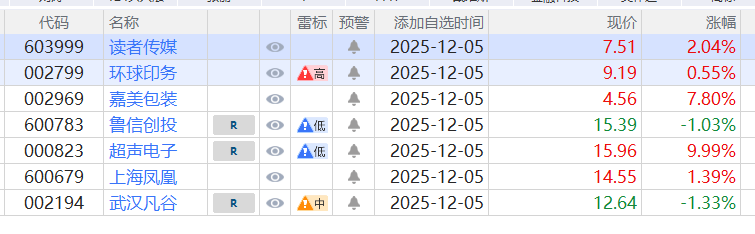 代码 名称 雷标 预警 添加自选时间 现价 涨幅
603999 读者传媒 2025-12-05 7.51 2.04%
002799 环球印务 高 2025-12-05 9.19 0.55%
002969 嘉美包装 2025-12-05 4.56 7.80%
600783 鲁信创投 R 低 2025-12-05 15.39 -1.03%
000823 超声电子 R 低 2025-12-05 15.96 9.99%
600679 上海凤凰 2025-12-05 14.55 1.39%
002194 武汉凡谷 R 中 2025-12-05 12.64 -1.33%